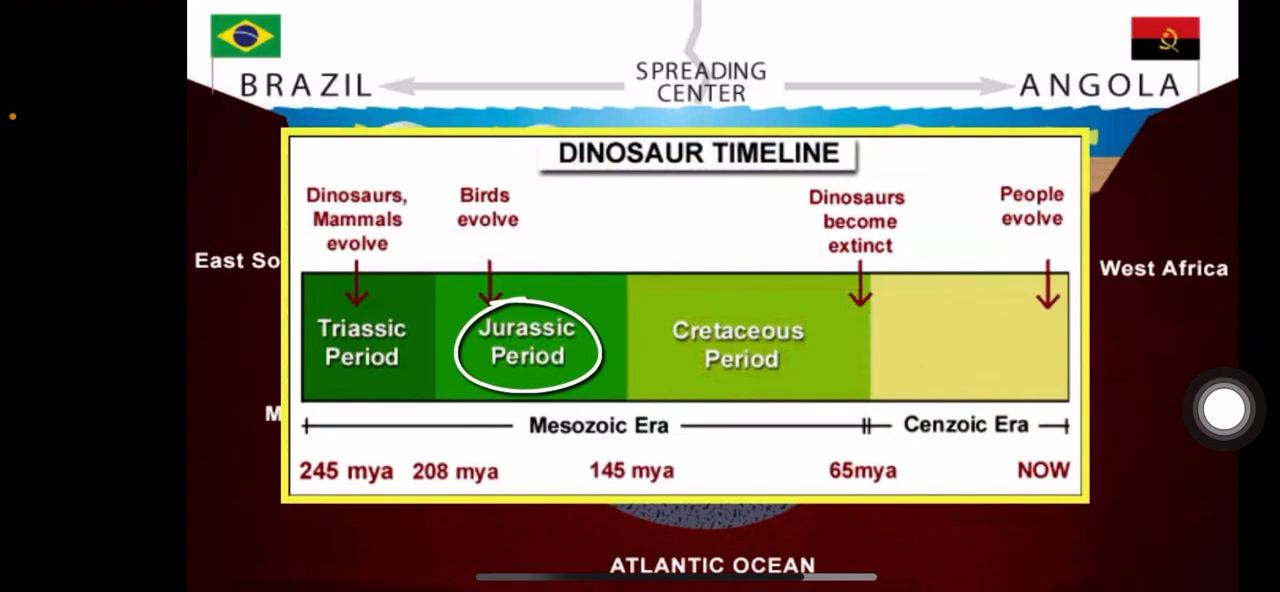 BRAZIL
SPREADING
CENTER
ANGOLA
DINOSAUR TIMELINE
Dinosaurs,
Mammals
evolve
Birds
evolve
Dinosaurs
become
extinct
People
evolve
East So
West Africa
Triassic
Period
Jurassic
Period
Cretaceous
Period
M
Mesozoic Era
Cenzoic Era
245 mya
208 mya
145 mya
65mya
NOW
ATLANTIC OCEAN